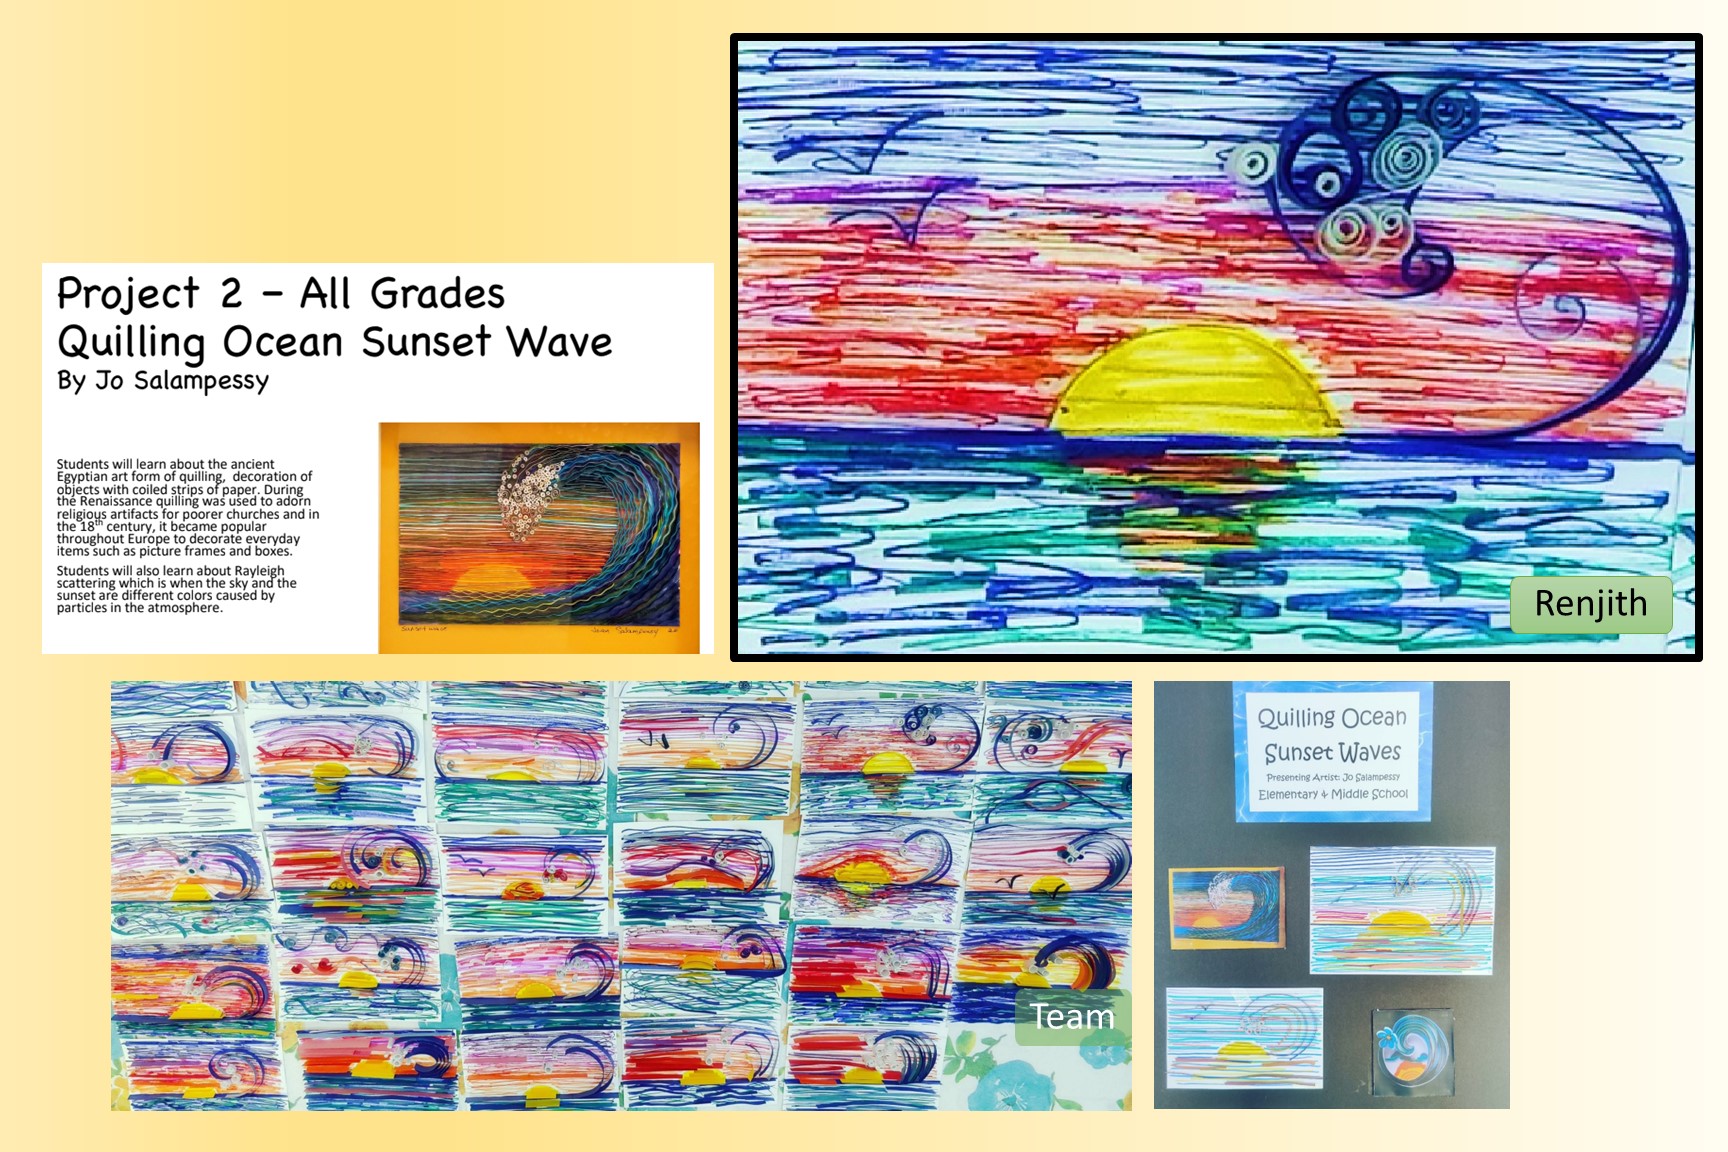 Project 2 – All Grades
Quilling Ocean Sunset Wave
By Jo Salampessy
Students will learn about the ancient
Egyptian art form of quilling,  decoration of
objects with coiled strips of paper. During
the Renaissance quilling was used to adorn
religious artifacts for poorer churches and in
the 18th century, it became popular
throughout Europe to decorate everyday
items such as picture frames and boxes.
Students will also learn about Rayleigh
scattering which is when the sky and the
sunset are different colors caused by
particles in the atmosphere.
Renjith
Team
Quilling Ocean
Sunset Waves
Presenting Artist: Jo Salampessy
Elementary & Middle School